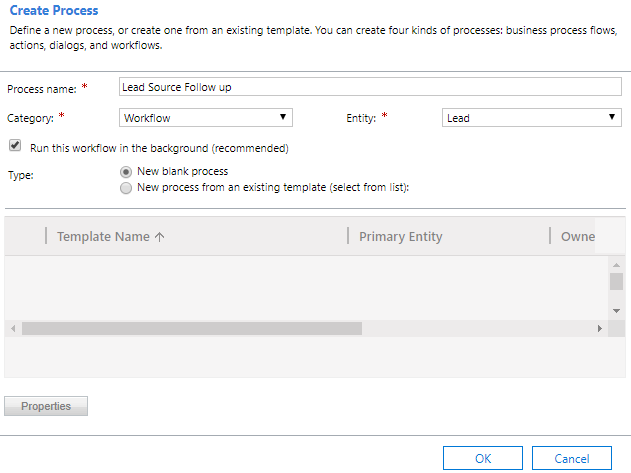 Create Process
Define a new process, or create one from an existing template. You can create four kinds of processes: business process flows,
actions, dialogs, and workflows.
Process name: * Lead Source Follow up
Category: * Workflow Entity: * Lead
Run this workflow in the background (recommended)
Type: New blank process
New process from an existing template (select from list):
Template Name ↑ Primary Entity Owne
Properties
OK Cancel